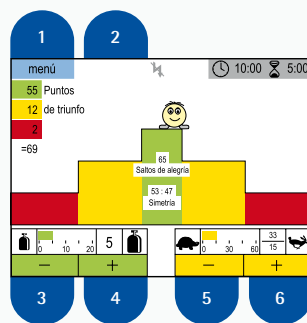 1 2
menú 10:00 5:00
55 Puntos
12 de triunfo
2
=69
65
Saltos de alegría
53 : 47
Simetría
0 10 20 5 0 30 60 33
15
− + − +
3 4 5 6